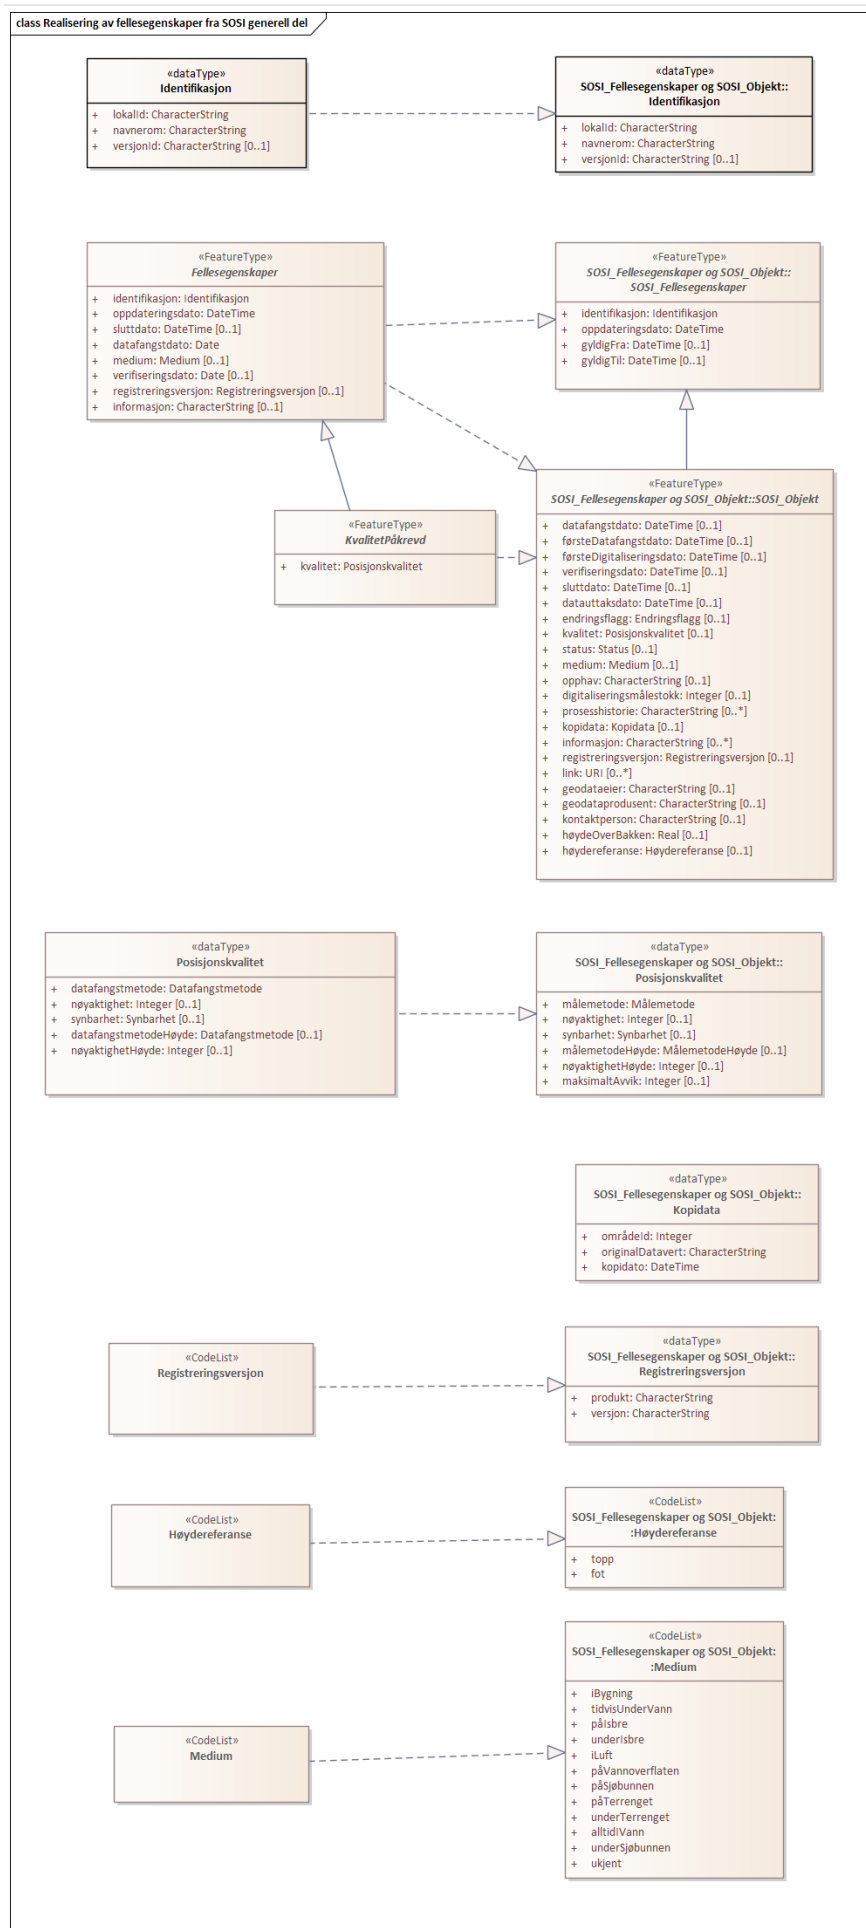 class Realisering av fellesegenskaper fra SOSI generell del
«dataType»
Identifikasjon
+ lokalId: CharacterString
+ navnerom: CharacterString
+ versjonId: CharacterString [0..1]
«dataType»
SOSI_Fellesegenskaper og SOSI_Objekt::
Identifikasjon
+ lokalId: CharacterString
+ navnerom: CharacterString
+ versjonId: CharacterString [0..1]
«FeatureType»
Fellesegenskaper
+ identifikasjon: Identifikasjon
+ oppdateringsdato: DateTime
+ sluttdato: DateTime [0..1]
+ datafangstdato: Date
+ medium: Medium [0..1]
+ verifiseringsdato: Date [0..1]
+ registreringsversjon: Registreringsversjon [0..1]
+ informasjon: CharacterString [0..1]
«FeatureType»
SOSI_Fellesegenskaper og SOSI_Objekt::
SOSI_Fellesegenskaper
+ identifikasjon: Identifikasjon
+ oppdateringsdato: DateTime
+ gyldigFra: DateTime [0..1]
+ gyldigTil: DateTime [0..1]
«FeatureType»
KvalitetPåkrevd
+ kvalitet: Posisjonskvalitet
«FeatureType»
SOSI_Fellesegenskaper og SOSI_Objekt::SOSI_Objekt
+ datafangstdato: DateTime [0..1]
+ førsteDatafangstdato: DateTime [0..1]
+ førsteDigitaliseringsdato: DateTime [0..1]
+ verifiseringsdato: DateTime [0..1]
+ sluttdato: DateTime [0..1]
+ datauttaksdato: DateTime [0..1]
+ endringsflagg: Endringsflagg [0..1]
+ kvalitet: Posisjonskvalitet [0..1]
+ status: Status [0..1]
+ medium: Medium [0..1]
+ opphav: CharacterString [0..1]
+ digitaliseringsmålestokk: Integer [0..1]
+ prosesshistorie: CharacterString [0..*]
+ kopidata: Kopidata [0..1]
+ informasjon: CharacterString [0..*]
+ registreringsversjon: Registreringsversjon [0..1]
+ link: URI [0..*]
+ geodataeier: CharacterString [0..1]
+ geodataprodusent: CharacterString [0..1]
+ kontaktperson: CharacterString [0..1]
+ høydeOverBakken: Real [0..1]
+ høydereferanse: Høydereferanse [0..1]
«dataType»
Posisjonskvalitet
+ datafangstmetode: Datafangstmetode
+ nøyaktighet: Integer [0..1]
+ synbarhet: Synbarhet [0..1]
+ datafangstmetodeHøyde: Datafangstmetode [0..1]
+ nøyaktighetHøyde: Integer [0..1]
«dataType»
SOSI_Fellesegenskaper og SOSI_Objekt::
Posisjonskvalitet
+ målemetode: Målemetode
+ nøyaktighet: Integer [0..1]
+ synbarhet: Synbarhet [0..1]
+ målemetodeHøyde: MålemetodeHøyde [0..1]
+ nøyaktighetHøyde: Integer [0..1]
+ maksimaltAvvik: Integer [0..1]
«dataType»
SOSI_Fellesegenskaper og SOSI_Objekt::
Kopidata
+ områdeId: Integer
+ originalDatavert: CharacterString
+ kopidato: DateTime
«CodeList»
Registreringsversjon
«dataType»
SOSI_Fellesegenskaper og SOSI_Objekt::
Registreringsversjon
+ produkt: CharacterString
+ versjon: CharacterString
«CodeList»
Høydereferanse
«CodeList»
SOSI_Fellesegenskaper og SOSI_Objekt:
:Høydereferanse
+ topp
+ fot
«CodeList»
Medium
«CodeList»
SOSI_Fellesegenskaper og SOSI_Objekt:
:Medium
+ iBygning
+ tidvisUnderVann
+ påIsbre
+ underIsbre
+ iLuft
+ påVannoverflaten
+ påSjøbunnen
+ påTerrenget
+ underTerrenget
+ alltidIVann
+ underSjøbunnen
+ ukjent